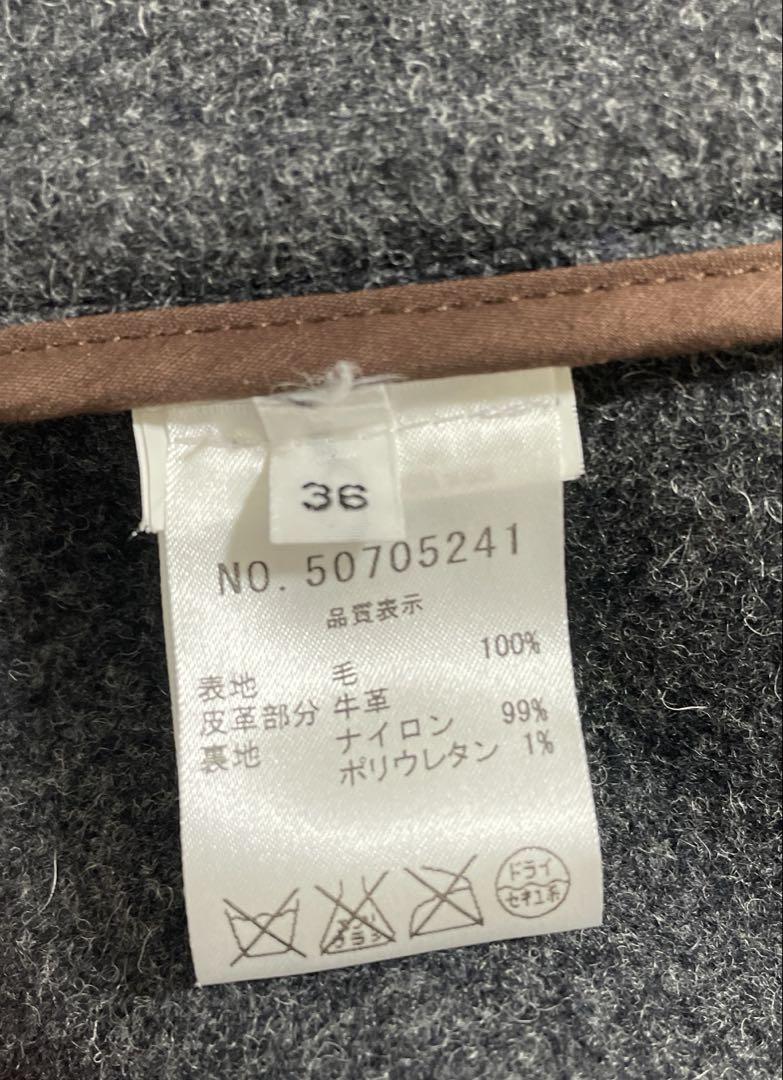 36
NO. 50705241
品質表示
表地 毛 100%
皮革部分 牛革
裏地 ナイロン 99%
ポリウレタン 1%
ドライ
セキユ系